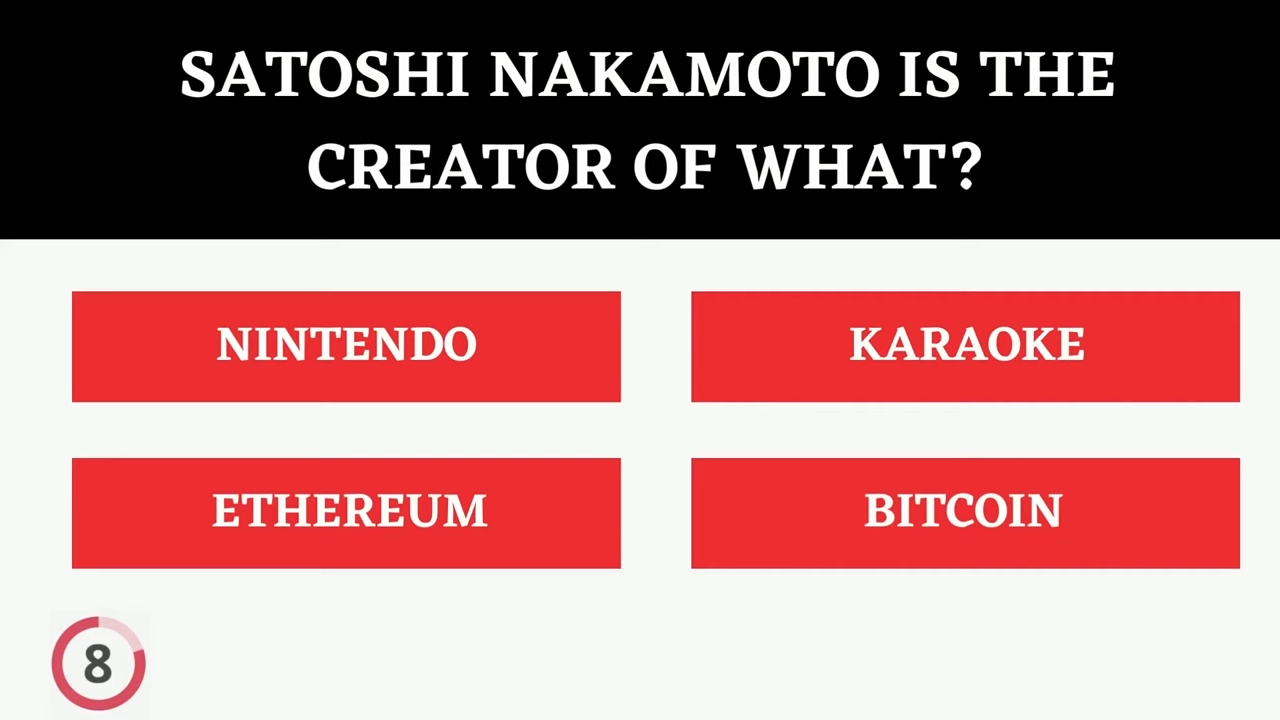 SATOSHI NAKAMOTO IS THE
CREATOR OF WHAT?
NINTENDO
KARAOKE
ETHEREUM
BITCOIN
8